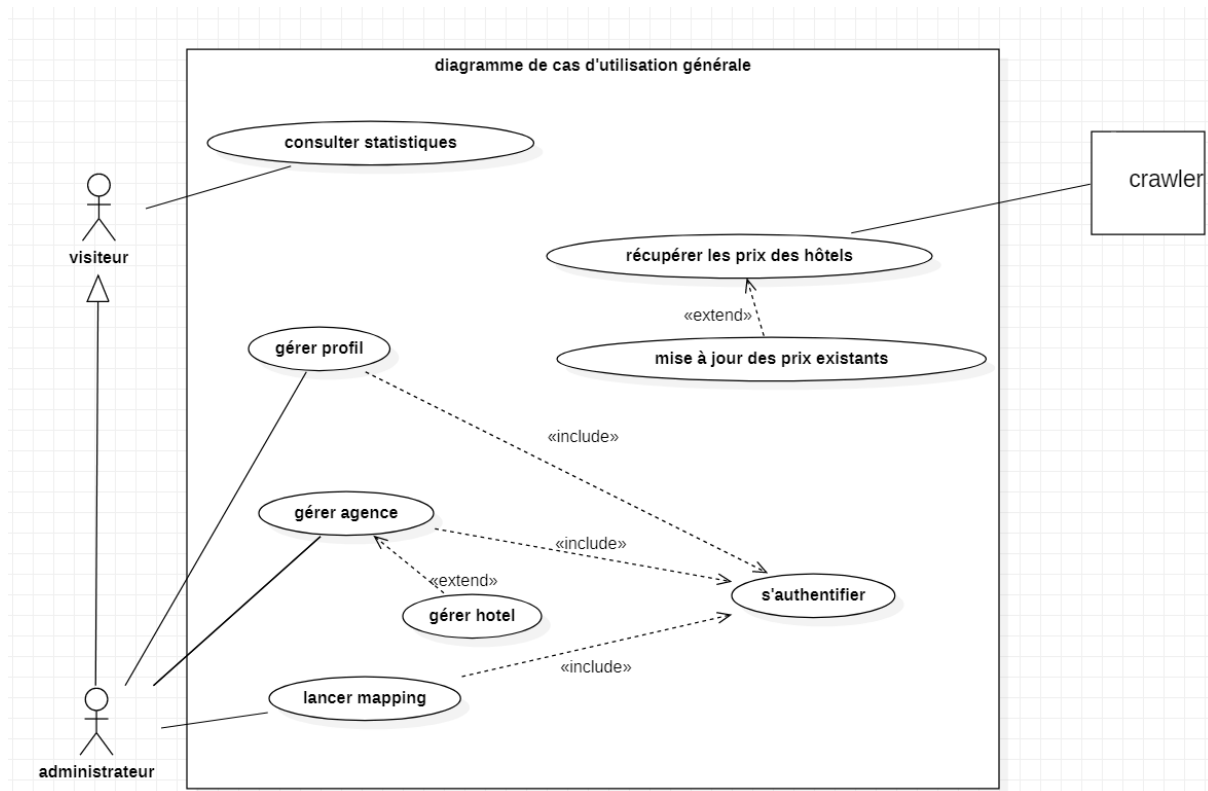 diagramme de cas d'utilisation générale
consulter statistiques
crawler
visiteur
récupérer les prix des hôtels
«extend»
gérer profil
mise à jour des prix existants
«include»
gérer agence
«include»
«extend»
s'authentifier
gérer hotel
«include»
lancer mapping
administrateur